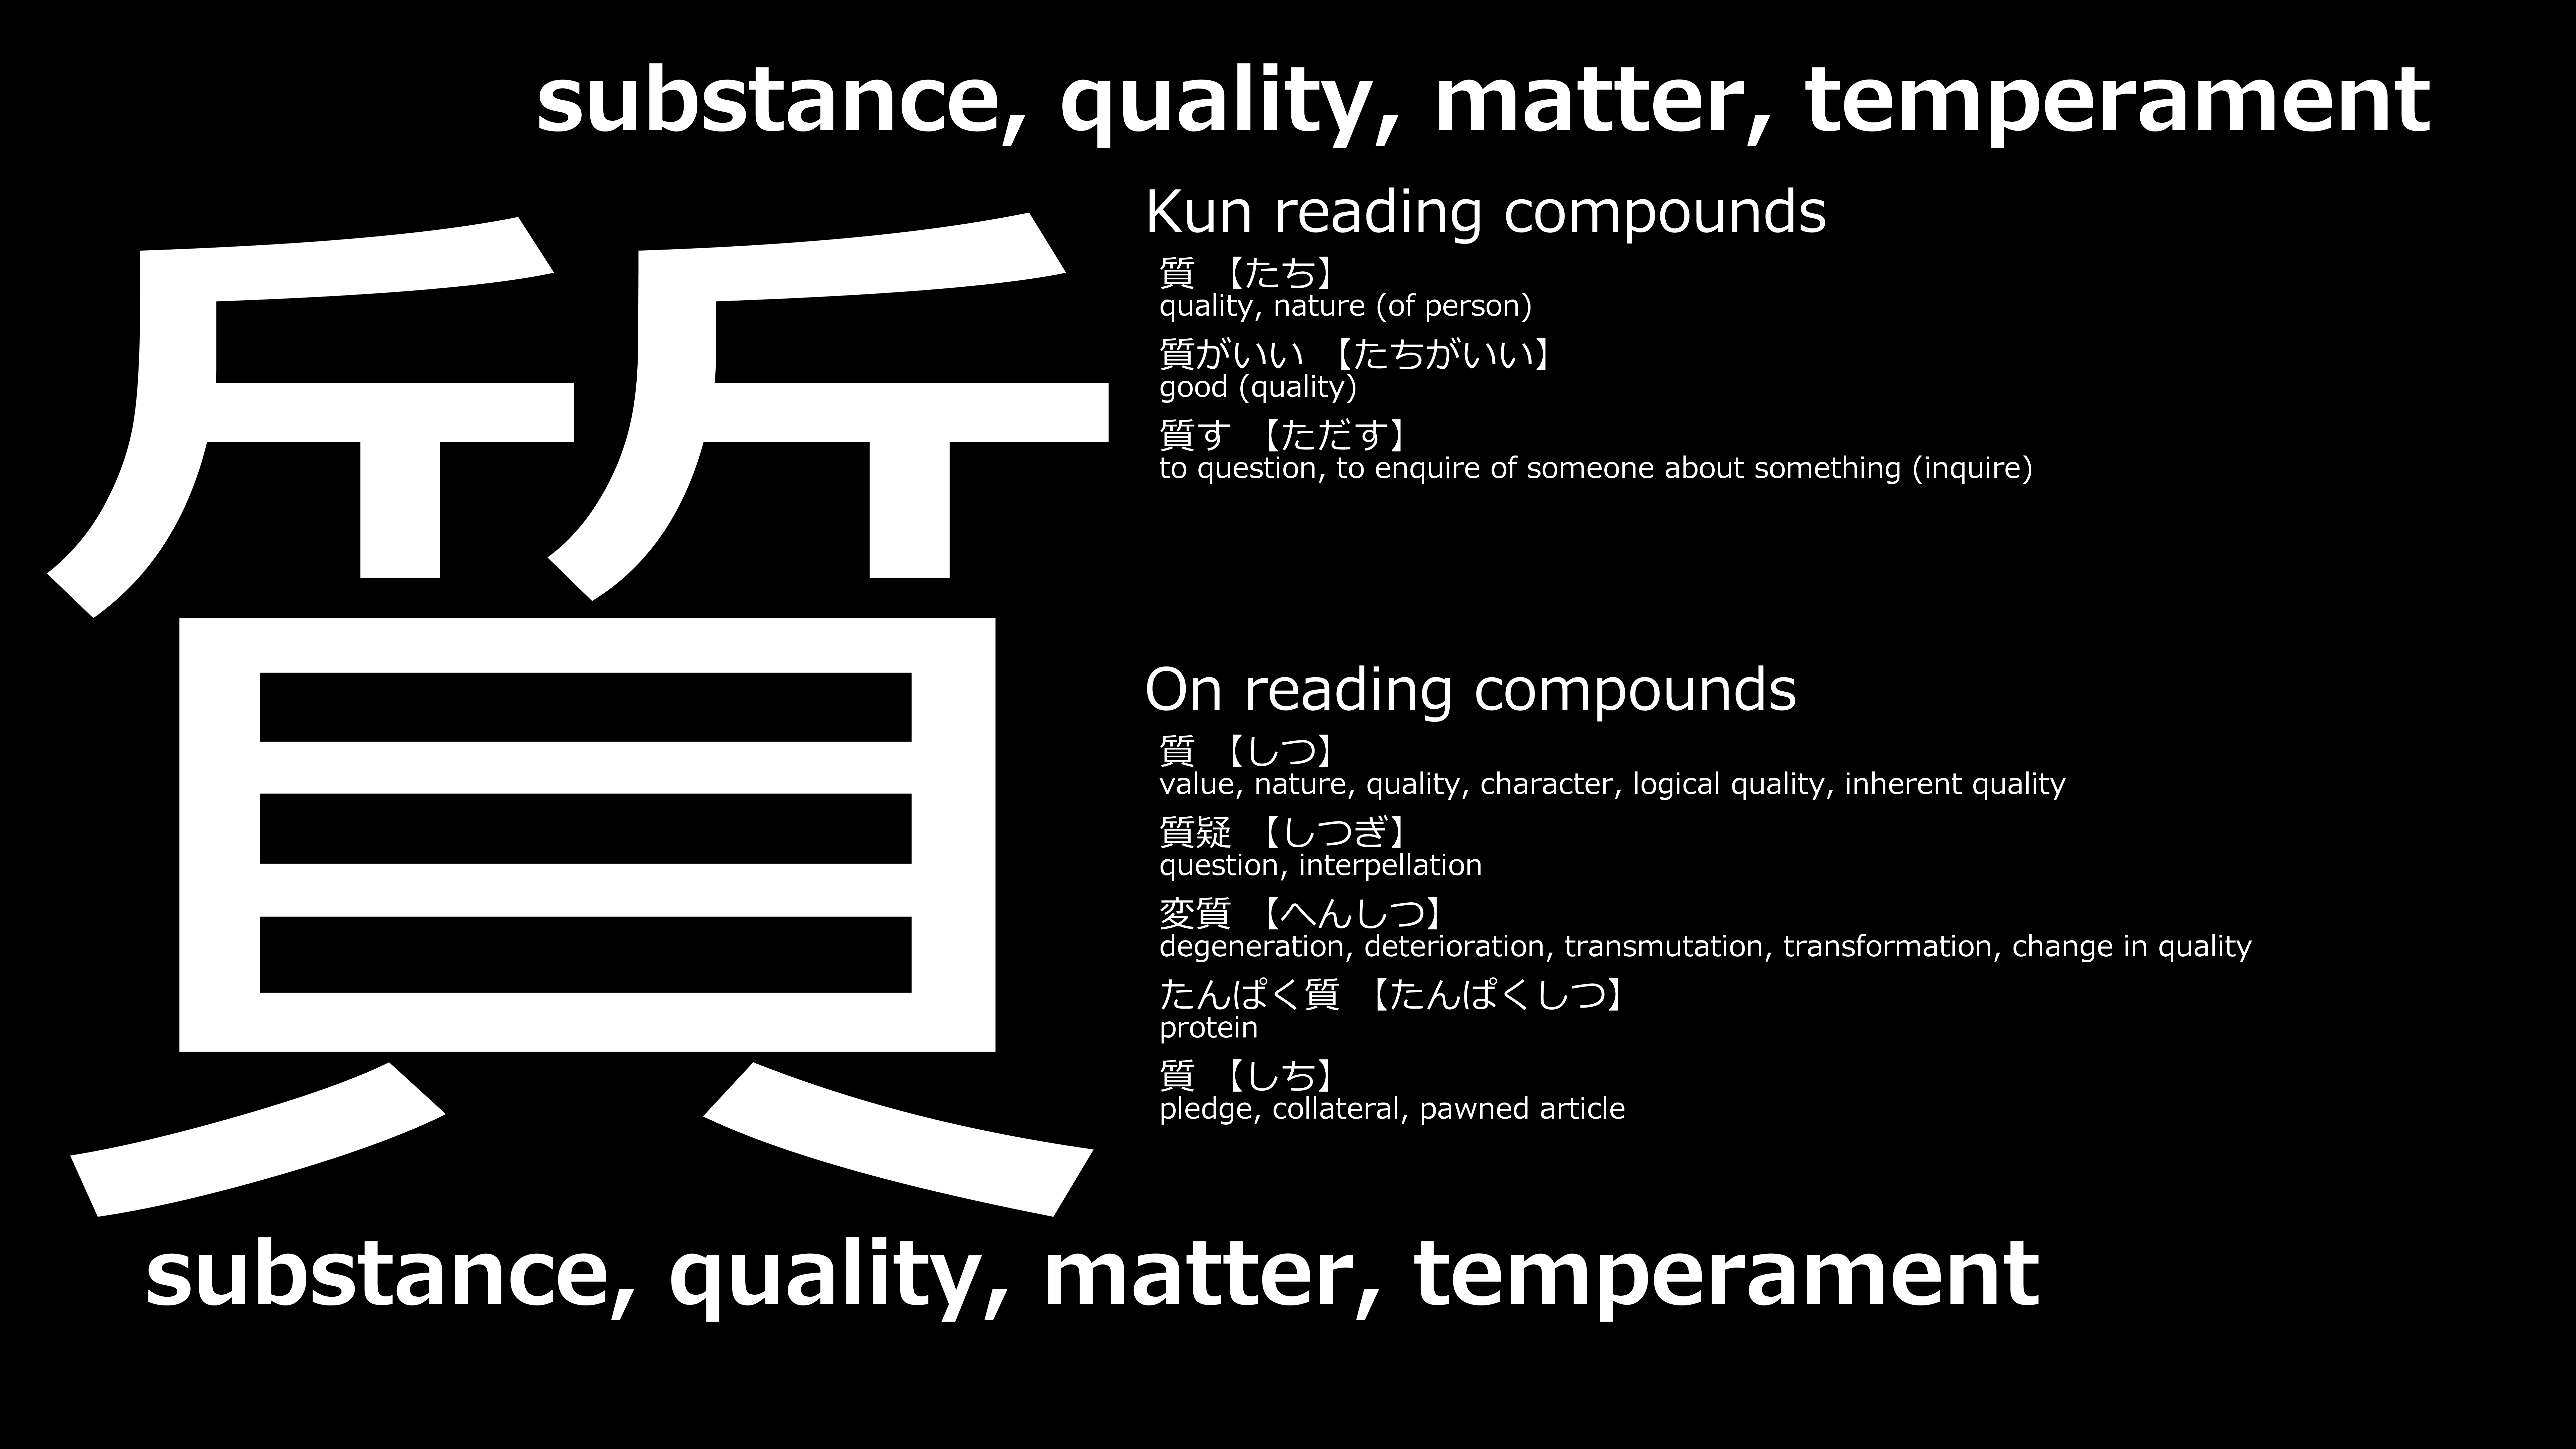 substance, quality, matter, temperament
質
Kun reading compounds
質 【たち】
quality, nature (of person)
質がいい 【たちがいい】
good (quality)
質す 【ただす】
to question, to enquire of someone about something (inquire)
On reading compounds
質 【しつ】
value, nature, quality, character, logical quality, inherent quality
質疑 【しつぎ】
question, interpellation
変質 【へんしつ】
degeneration, deterioration, transmutation, transformation, change in quality
たんぱく質 【たんぱくしつ】
protein
質 【しち】
pledge, collateral, pawned article
substance, quality, matter, temperament